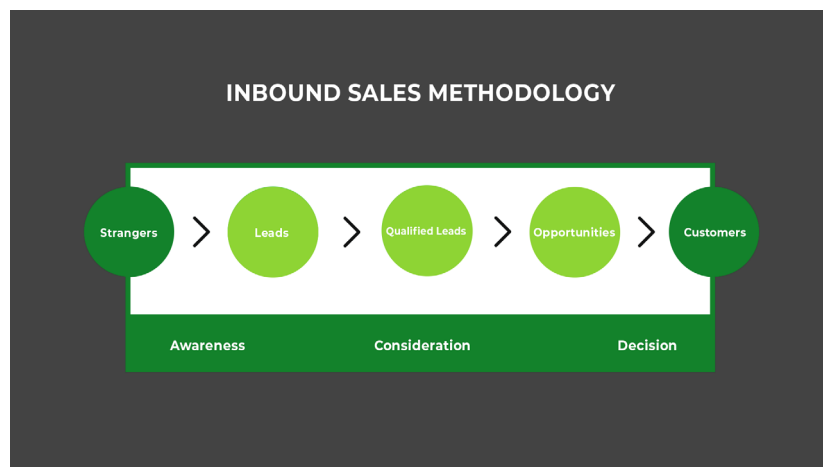 INBOUND SALES METHODOLOGY
Strangers
Leads
Qualified Leads
Opportunities
Customers
Awareness
Consideration
Decision